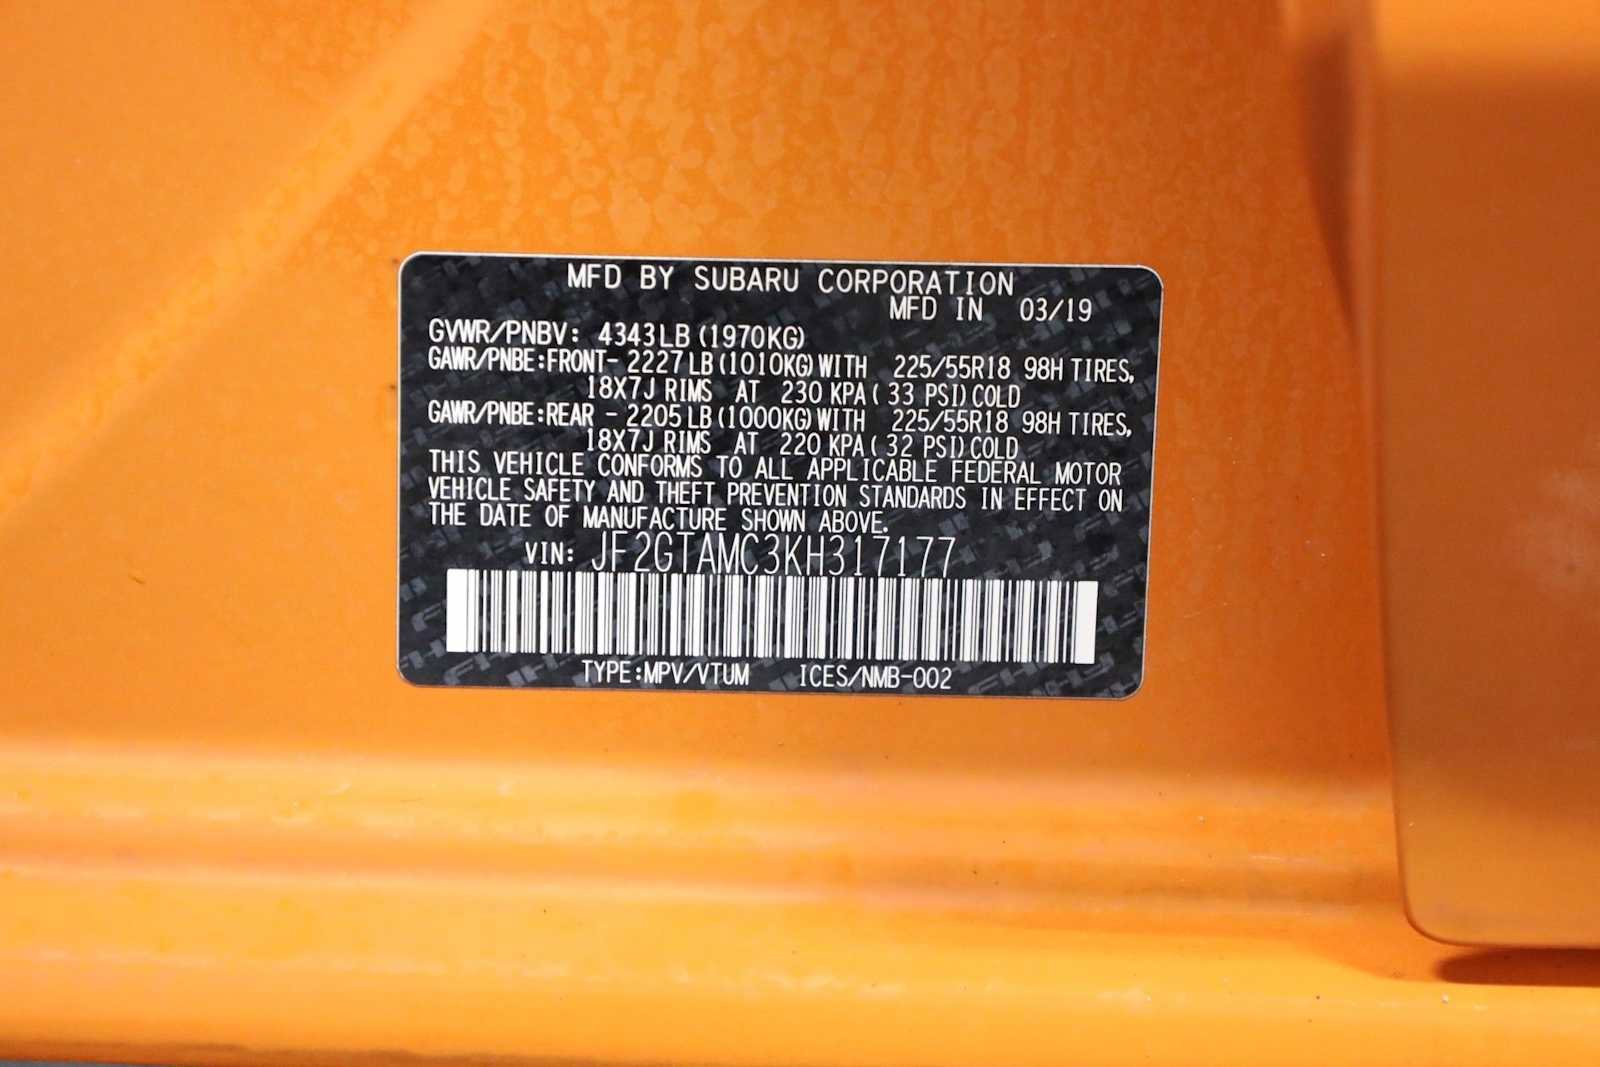 MFD BY SUBARU CORPORATION
MFD IN 03/19
GVWR/PNBV: 4343LB(1970KG)
GAWR/PNBE:FRONT- 2227LB(1010KG)WITH 225/55R18 98H TIRES,
18X7J RIMS AT 230 KPA( 33 PSI)COLD
GAWR/PNBE:REAR - 2205LB(1000KG)WITH 225/55R18 98H TIRES,
18X7J RIMS AT 220 KPA( 32 PSI)COLD
THIS VEHICLE CONFORMS TO ALL APPLICABLE FEDERAL MOTOR
VEHICLE SAFETY AND THEFT PREVENTION STANDARDS IN EFFECT ON
THE DATE OF MANUFACTURE SHOWN ABOVE.
VIN: JF2GTAMC3KH317177
TYPE:MPV/VTUM ICES/NMB-002